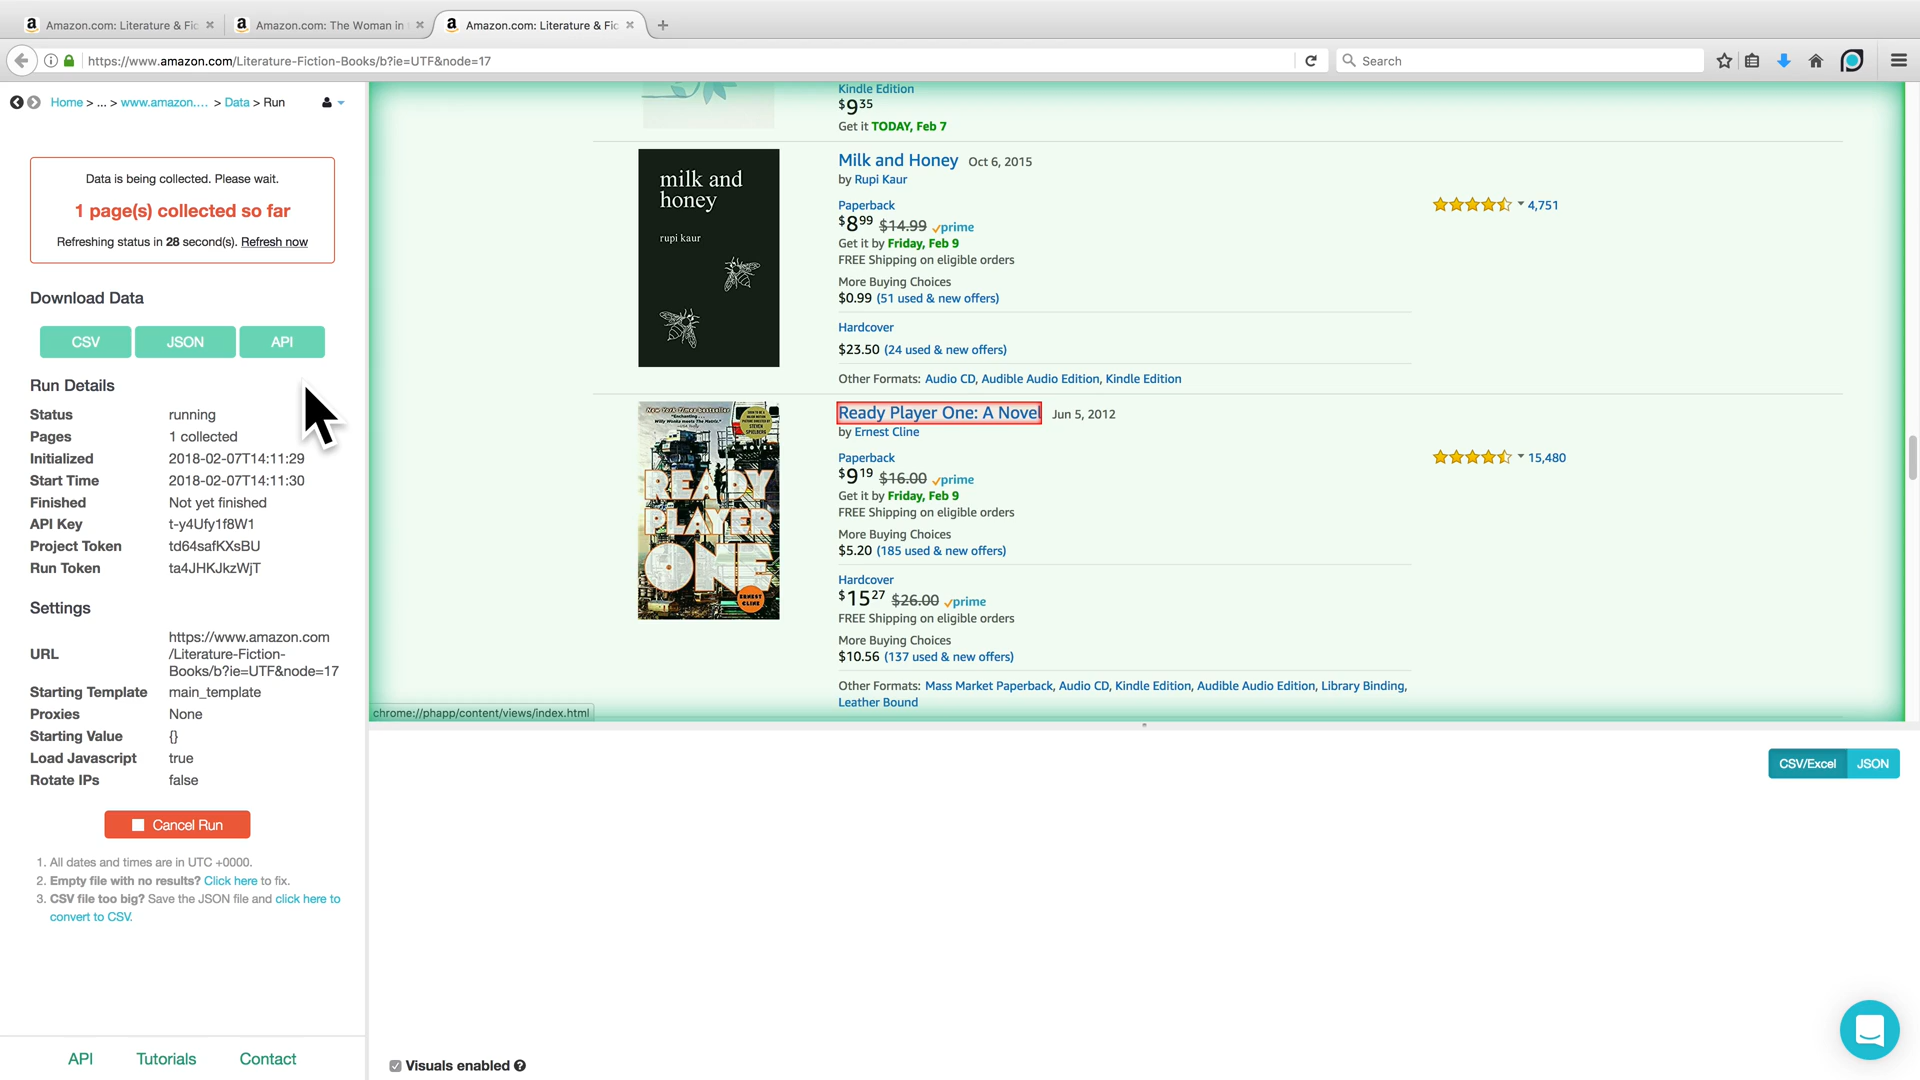 Amazon.com: Literature & Fic
Amazon.com: The Woman in
Amazon.com: Literature & Fic
https://www.amazon.com/Literature-Fiction-Books/b?ie=UTF&node=17
Search
Home > ... > www.amazon.... > Data > Run
Data is being collected. Please wait.
1 page(s) collected so far
Refreshing status in 28 second(s). Refresh now
Download Data
CSV JSON API
Run Details
Status running
Pages 1 collected
Initialized 2018-02-07T14:11:29
Start Time 2018-02-07T14:11:30
Finished Not yet finished
API Key t-y4Ufy1f8W1
Project Token td64safKXsBU
Run Token ta4JHKJkzWjT
Settings
URL https://www.amazon.com
/Literature-Fiction-
Books/b?ie=UTF&node=17
Starting Template main_template
Proxies None
Starting Value {}
Load Javascript true
Rotate IPs false
Cancel Run
1. All dates and times are in UTC +0000.
2. Empty file with no results? Click here to fix.
3. CSV file too big? Save the JSON file and click here to
convert to CSV.
API Tutorials Contact
Kindle Edition
$9 35
Get it TODAY, Feb 7
milk and
honey
rupi kaur
Milk and Honey Oct 6, 2015
by Rupi Kaur
Paperback
$8 99 $14.99 prime
Get it by Friday, Feb 9
FREE Shipping on eligible orders
More Buying Choices
$0.99 (51 used & new offers)
Hardcover
$23.50 (24 used & new offers)
Other Formats: Audio CD, Audible Audio Edition, Kindle Edition
4,751
New York Times bestseller
READY
PLAYER
ONE
ERNEST
CLINE
Ready Player One: A Novel Jun 5, 2012
by Ernest Cline
Paperback
$9 19 $16.00 prime
Get it by Friday, Feb 9
FREE Shipping on eligible orders
More Buying Choices
$5.20 (185 used & new offers)
Hardcover
$15 27 $26.00 prime
FREE Shipping on eligible orders
More Buying Choices
$10.56 (137 used & new offers)
Other Formats: Mass Market Paperback, Audio CD, Kindle Edition, Audible Audio Edition, Library Binding,
Leather Bound
15,480
chrome://phapp/content/views/index.html
CSV/Excel JSON
Visuals enabled